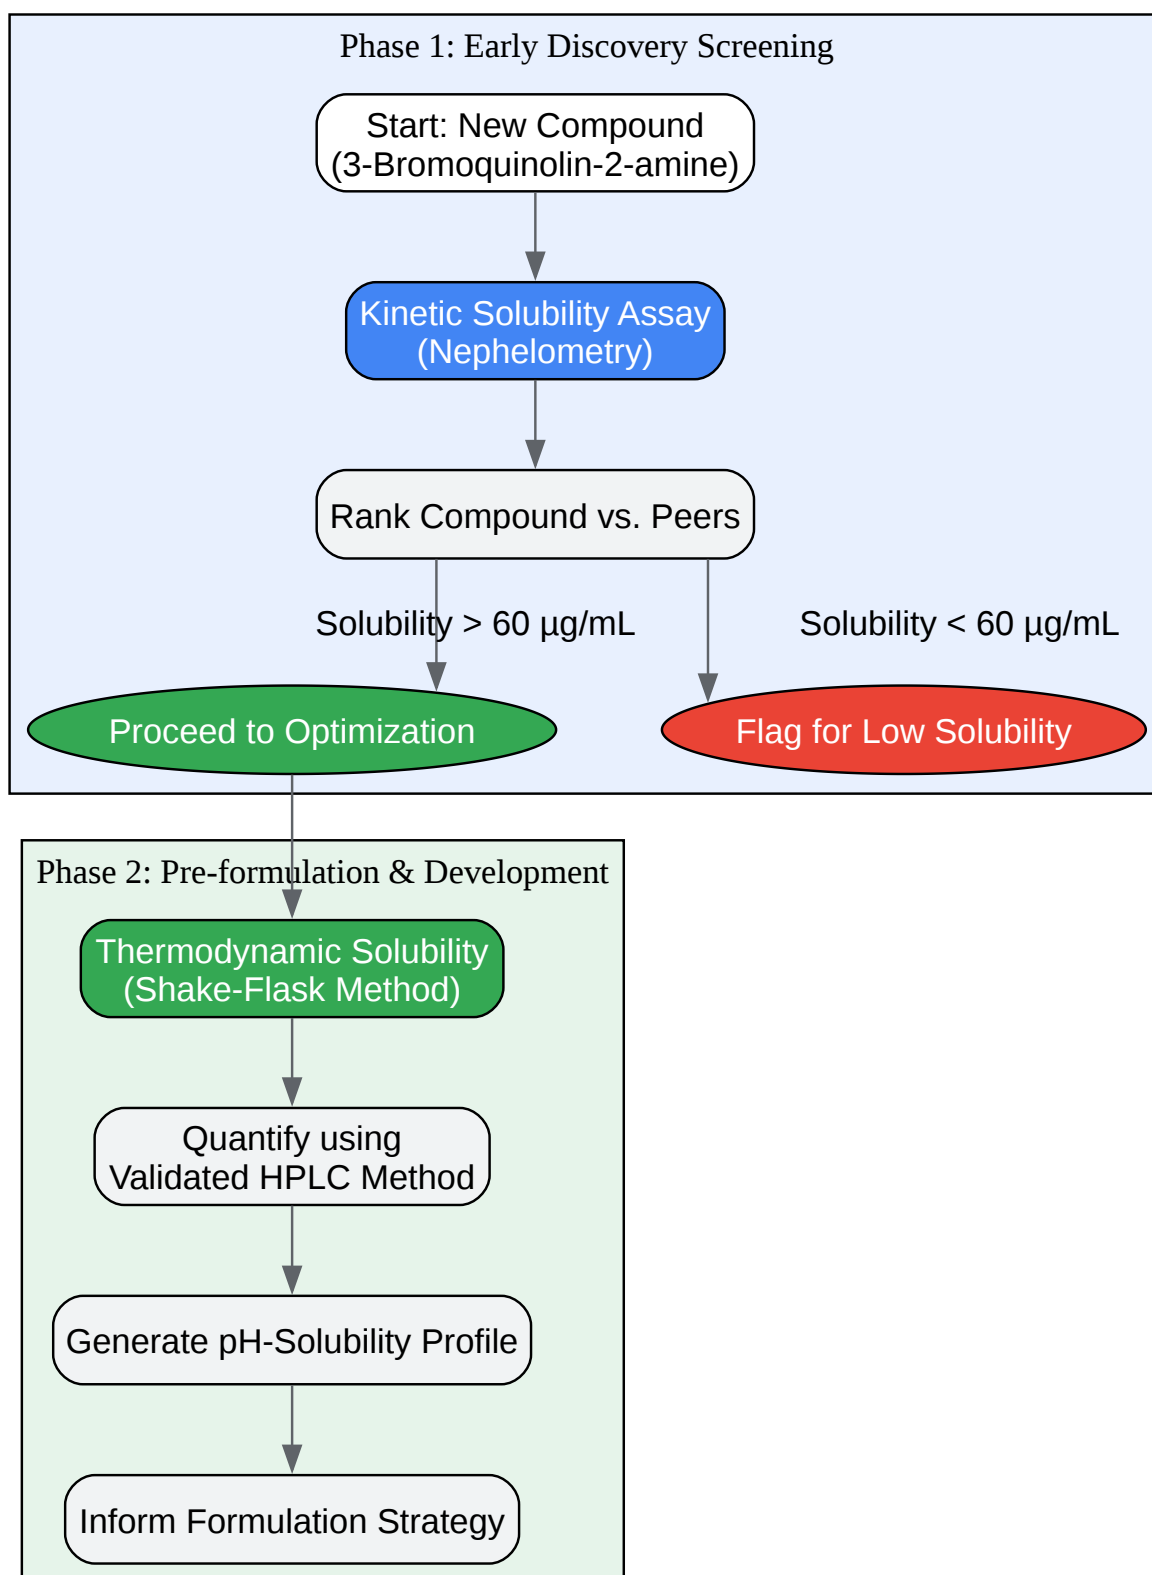 Phase 1: Early Discovery Screening
Start: New Compound
(3-Bromoquinolin-2-amine)
Kinetic Solubility Assay
(Nephelometry)
Rank Compound vs. Peers
Solubility > 60 µg/mL
Solubility < 60 µg/mL
Proceed to Optimization
Flag for Low Solubility
Phase 2: Pre-formulation & Development
Thermodynamic Solubility
(Shake-Flask Method)
Quantify using
Validated HPLC Method
Generate pH-Solubility Profile
Inform Formulation Strategy